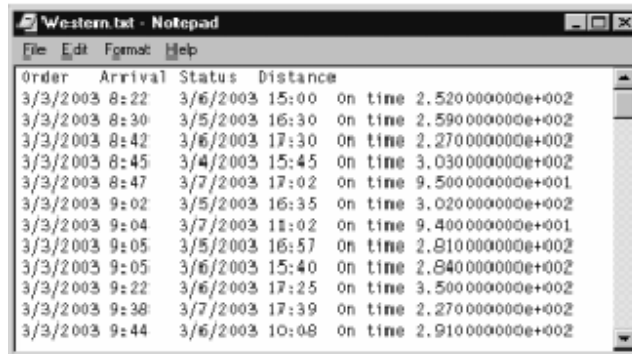 Western.txt - Notepad
File Edit Format Help
Order Arrival Status Distance
3/3/2003 8:22 3/6/2003 15:00 On time 2.520000000e+002
3/3/2003 8:30 3/5/2003 16:30 On time 2.590000000e+002
3/3/2003 8:42 3/6/2003 17:30 On time 2.270000000e+002
3/3/2003 8:45 3/4/2003 15:45 On time 3.030000000e+002
3/3/2003 8:47 3/7/2003 17:02 On time 9.500000000e+001
3/3/2003 9:02 3/5/2003 16:35 On time 3.020000000e+002
3/3/2003 9:04 3/7/2003 11:02 On time 9.400000000e+001
3/3/2003 9:05 3/5/2003 16:57 On time 2.810000000e+002
3/3/2003 9:05 3/6/2003 15:40 On time 2.840000000e+002
3/3/2003 9:22 3/6/2003 17:25 On time 3.500000000e+002
3/3/2003 9:38 3/7/2003 17:39 On time 2.270000000e+002
3/3/2003 9:44 3/6/2003 10:08 On time 2.910000000e+002